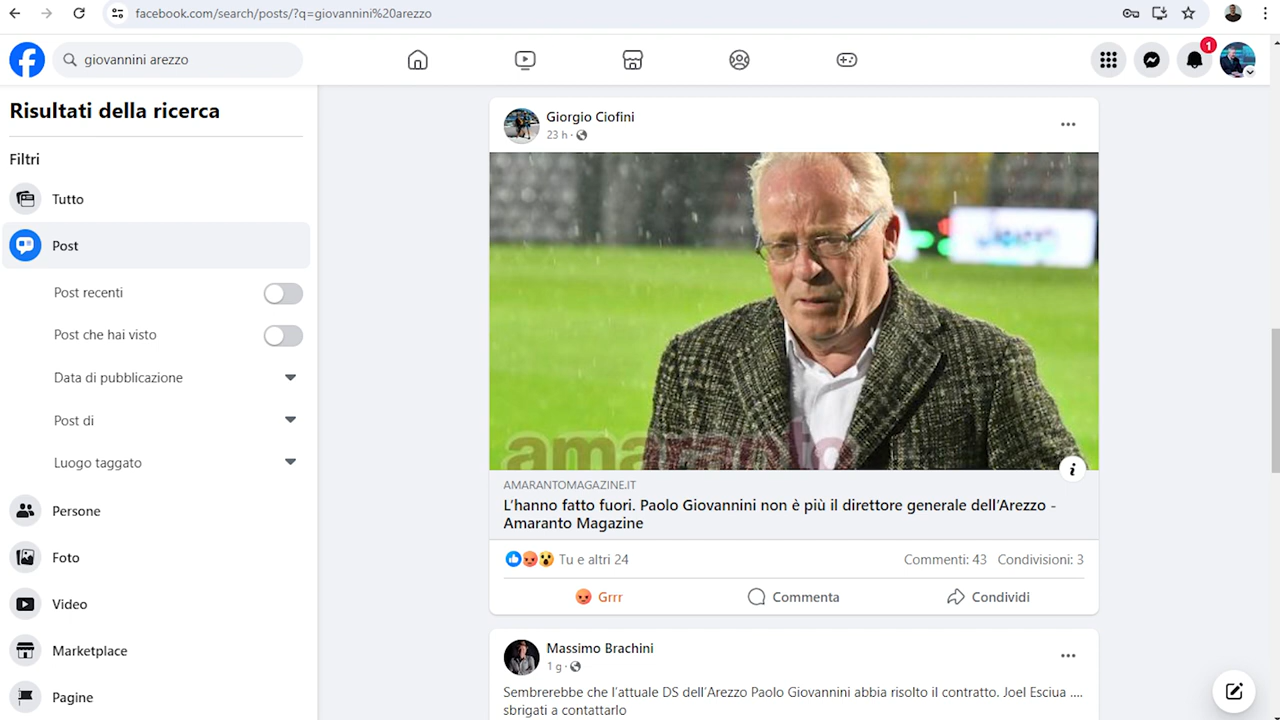 facebook.com/search/posts/?q=giovannini%20arezzo
giovannini arezzo
1
Risultati della ricerca
Filtri
Tutto
Post
Post recenti
Post che hai visto
Data di pubblicazione
Post di
Luogo taggato
Persone
Foto
Video
Marketplace
Pagine
Giorgio Ciofini
23 h ·
amaranto
AMARANTOMAGAZINE.IT
L'hanno fatto fuori. Paolo Giovannini non è più il direttore generale dell'Arezzo -
Amaranto Magazine
Tu e altri 24
Commenti: 43 Condivisioni: 3
Grrr
Commenta
Condividi
Massimo Brachini
1 g ·
Sembrerebbe che l'attuale DS dell'Arezzo Paolo Giovannini abbia risolto il contratto. Joel Esciua ....
sbrigati a contattarlo